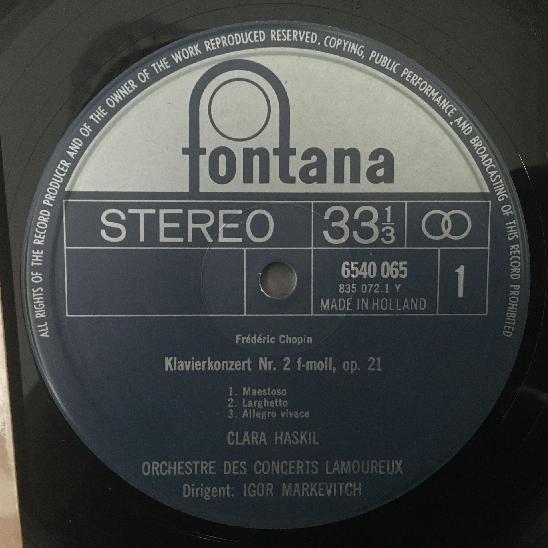 ALL RIGHTS OF THE RECORD PRODUCER AND OF THE OWNER OF THE WORK REPRODUCED RESERVED. COPYING, PUBLIC PERFORMANCE AND BROADCASTING OF THIS RECORD PROHIBITED
fontana
STEREO 33 1/3
6540 065
835 072.1 Y
MADE IN HOLLAND
1
Frédéric Chopin
Klavierkonzert Nr. 2 f-moll, op. 21
1. Maestoso
2. Larghetto
3. Allegro vivace
CLARA HASKIL
ORCHESTRE DES CONCERTS LAMOUREUX
Dirigent: IGOR MARKEVITCH